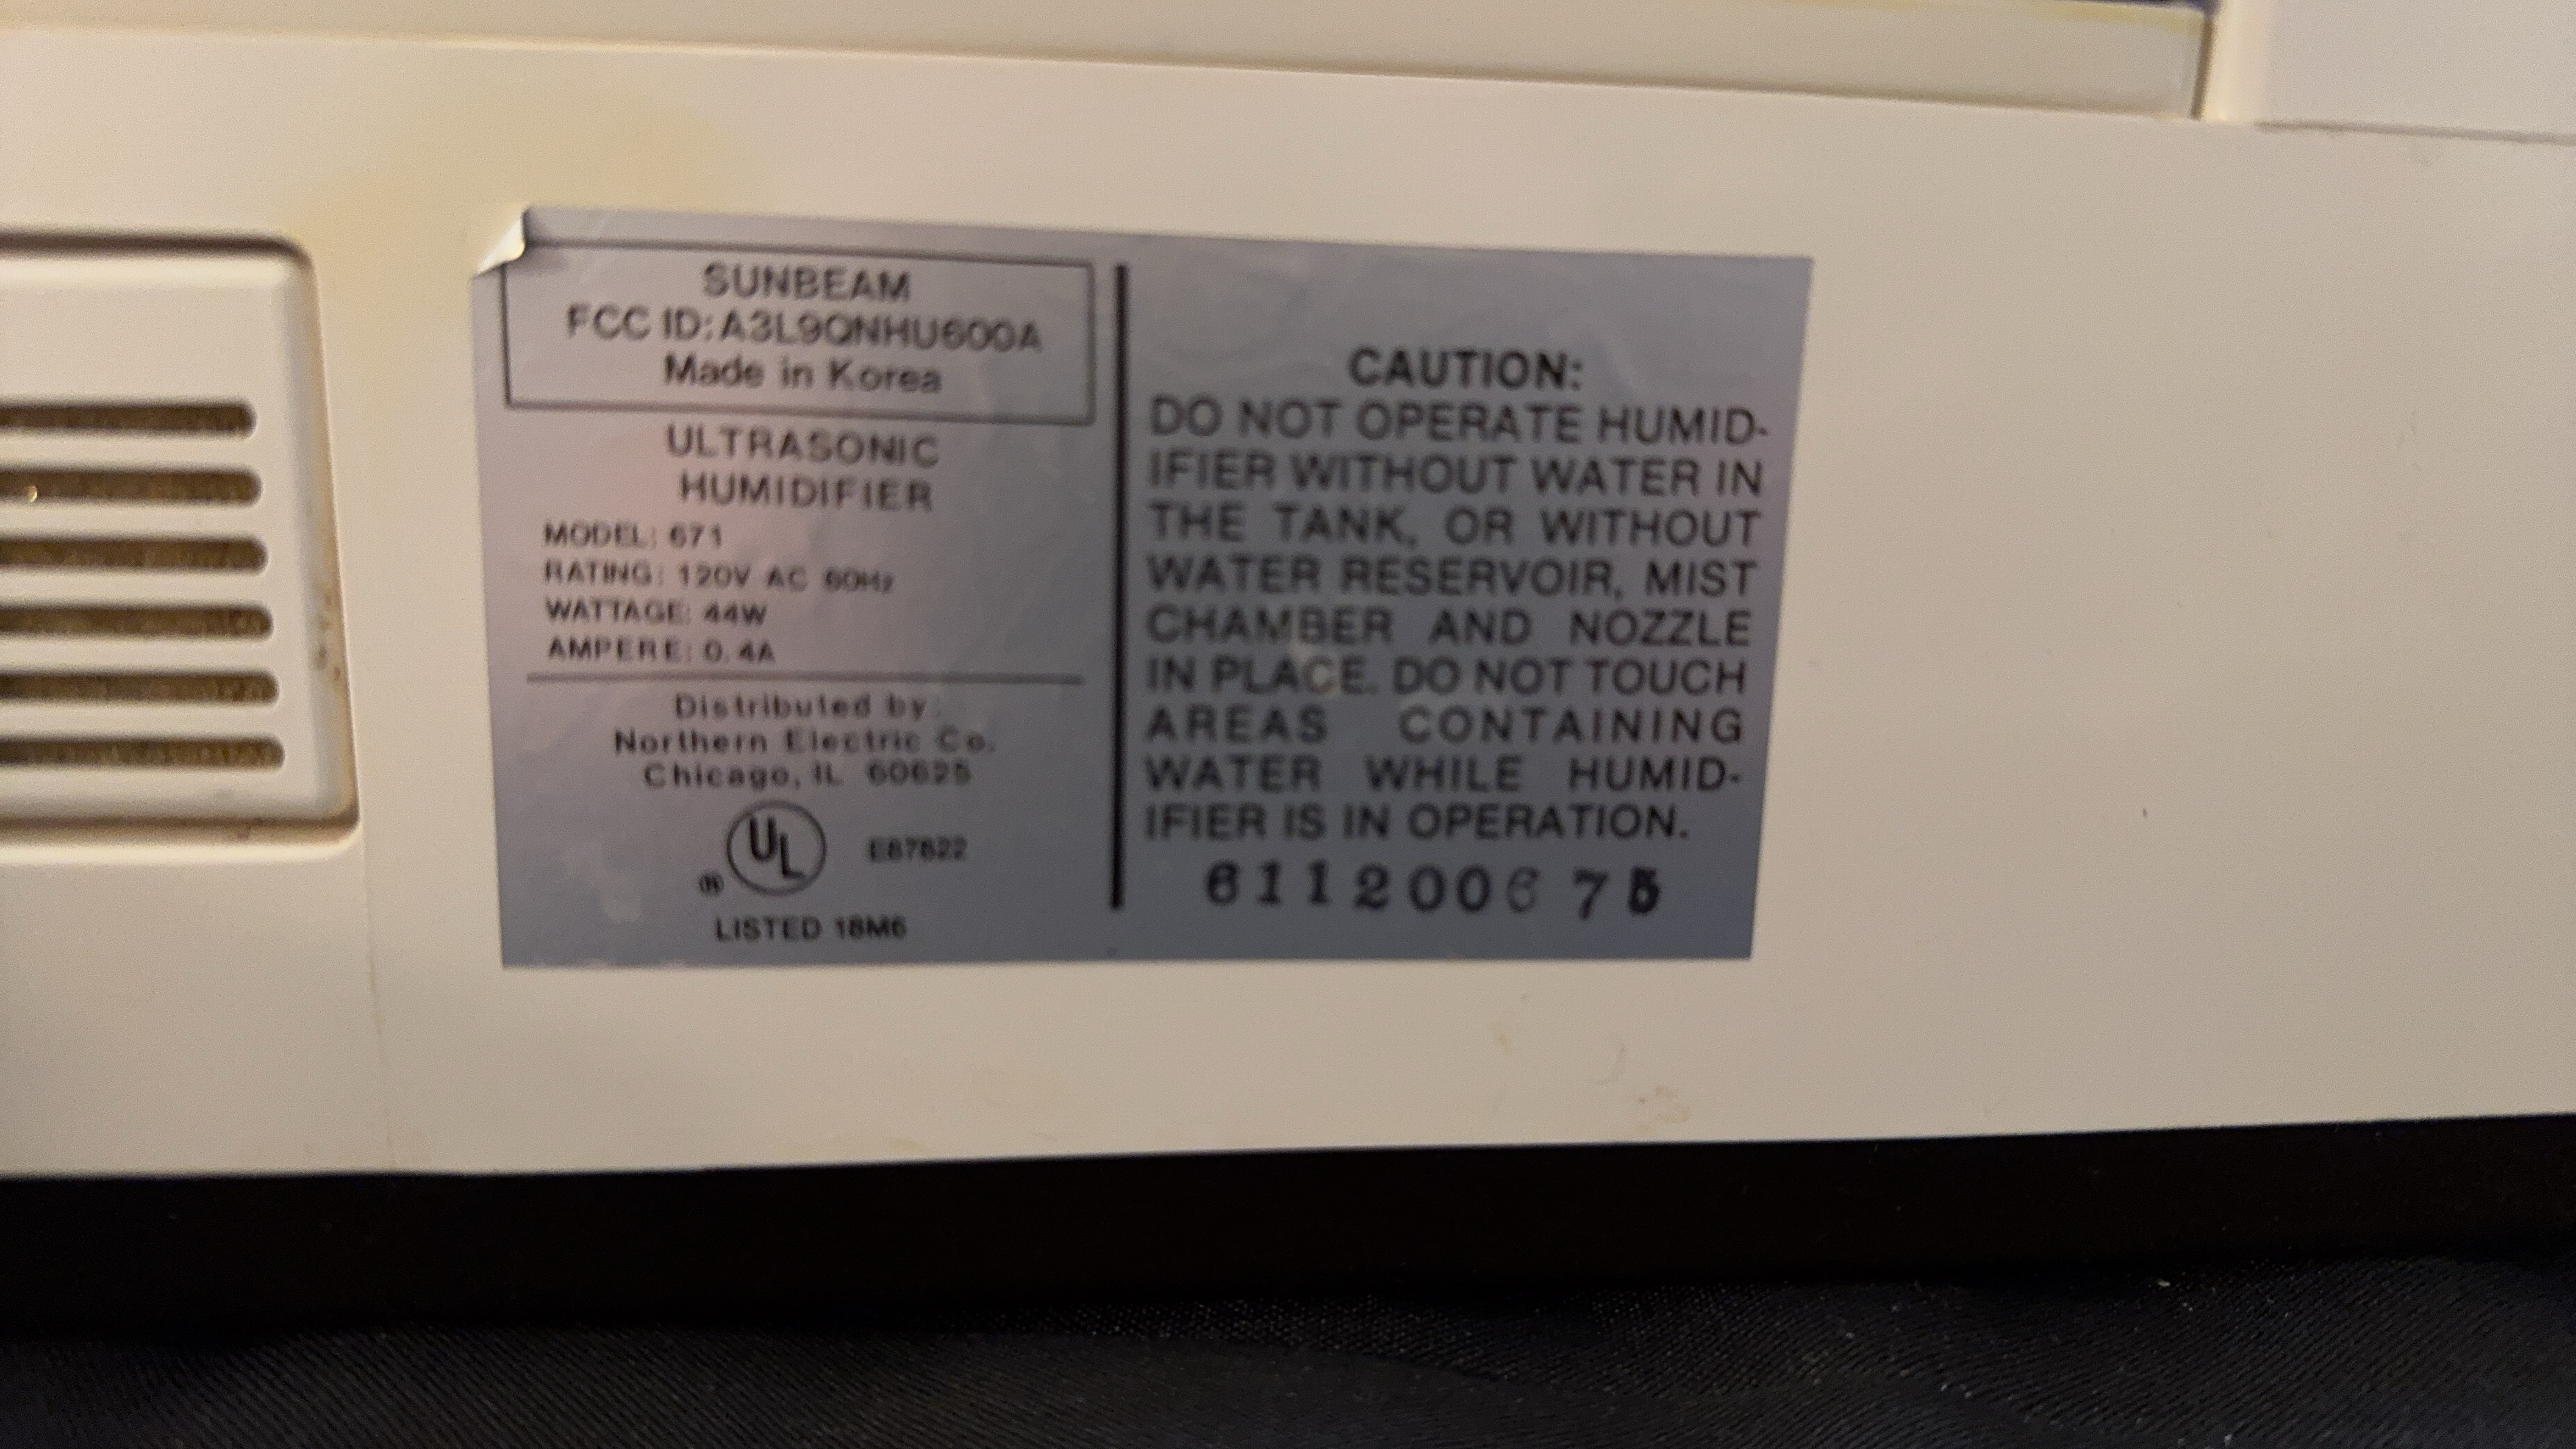 SUNBEAM
FCC ID: A3L9QNHU600A
Made in Korea
ULTRASONIC
HUMIDIFIER
MODEL: 671
RATING: 120V AC 60Hz
WATTAGE: 44W
AMPERE: 0.4A
Distributed by:
Northern Electric Co.
Chicago, IL 60625
UL
®
LISTED 18M6
CAUTION:
DO NOT OPERATE HUMID-
IFIER WITHOUT WATER IN
THE TANK, OR WITHOUT
WATER RESERVOIR, MIST
CHAMBER AND NOZZLE
IN PLACE. DO NOT TOUCH
AREAS CONTAINING
WATER WHILE HUMID-
IFIER IS IN OPERATION.